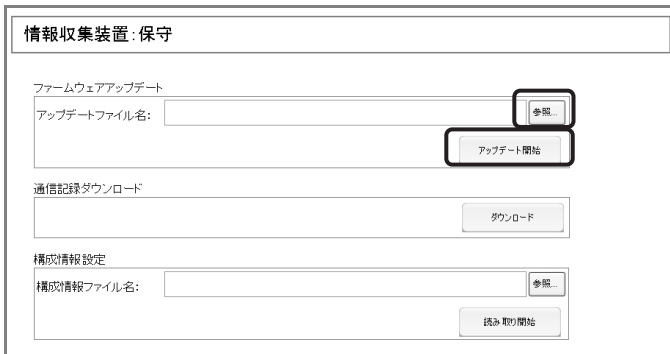 情報収集装置:保守
ファームウェアアップデート
アップデートファイル名: 参照...
アップデート開始
通信記録ダウンロード
ダウンロード
構成情報設定
構成情報ファイル名: 参照...
読み取り開始